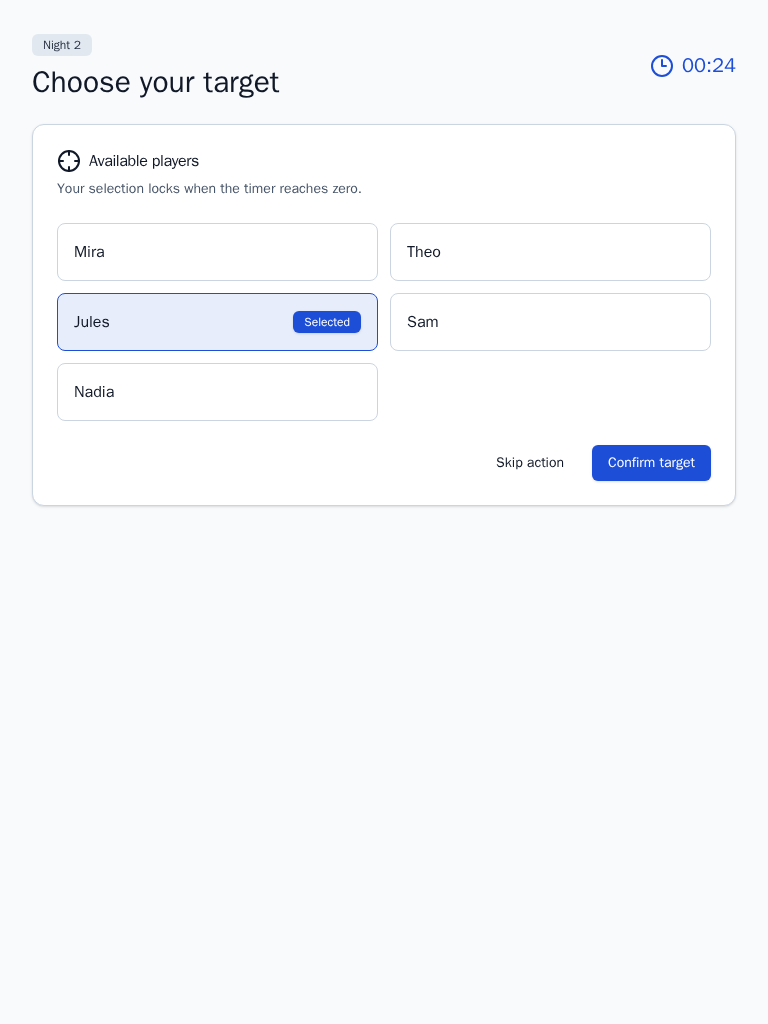 Night 2
Choose your target
00:24
Available players
Your selection locks when the timer reaches zero.
Mira
Theo
Jules
Selected
Sam
Nadia
Skip action
Confirm target